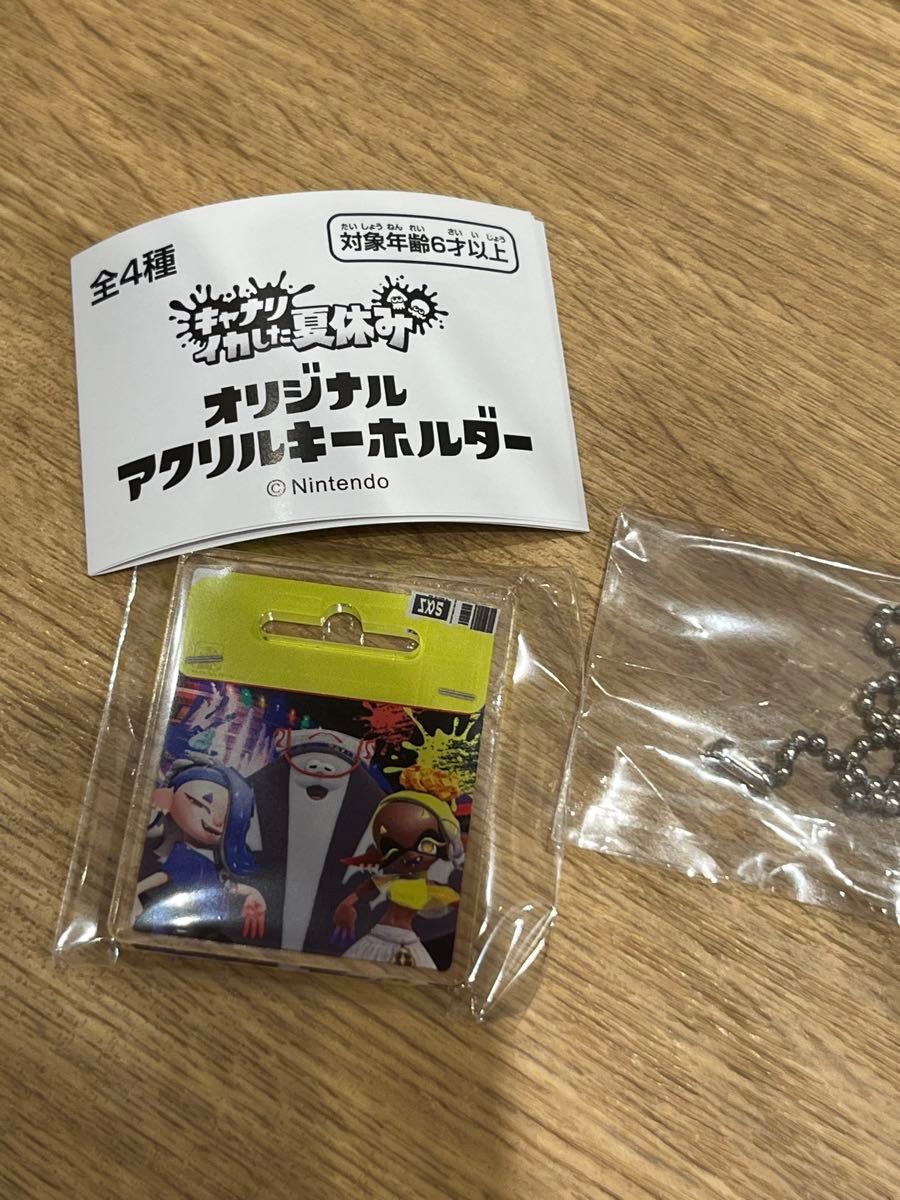 全4種
たいしょうねんれい さいいじょう
対象年齢6才以上
キャナリ
イカした夏休み
オリジナル
アクリルキーホルダー
© Nintendo